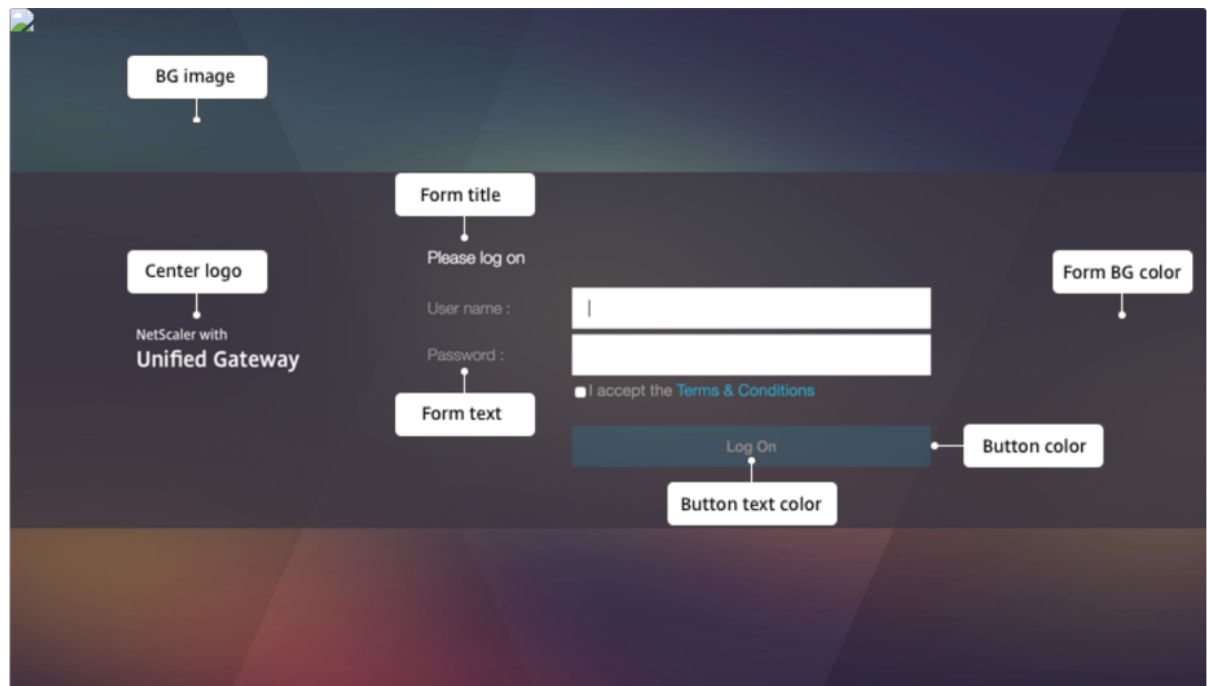 BG image
Form title
Please log on
Center logo
Form BG color
User name :
NetScaler with
Unified Gateway
Password :
I accept the Terms & Conditions
Form text
Log On
Button color
Button text color